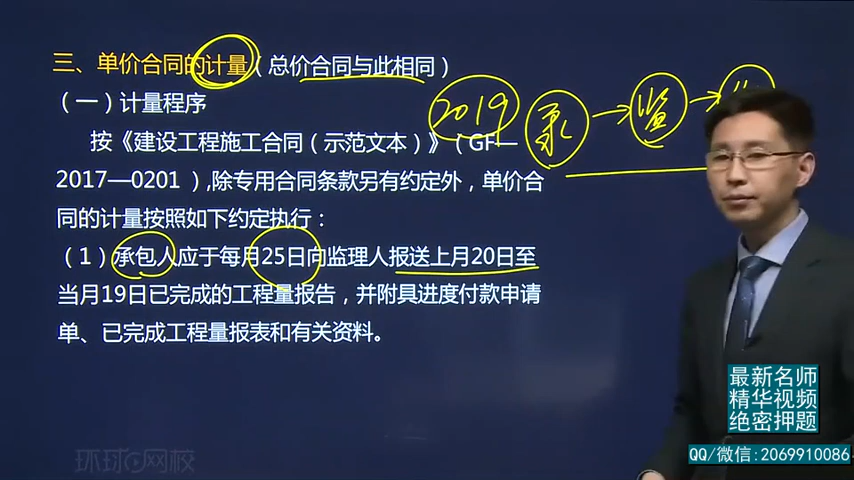 三、单价合同的计量（总价合同与此相同）
（一）计量程序
2019 承→监→
按《建设工程施工合同（示范文本）》（GF—
2017—0201 ）,除专用合同条款另有约定外，单价合
同的计量按照如下约定执行：
（1）承包人应于每月25日向监理人报送上月20日至
当月19日已完成的工程量报告，并附具进度付款申请
单、已完成工程量报表和有关资料。
最新名师
精华视频
绝密押题
QQ/微信:2069910086
环球网校